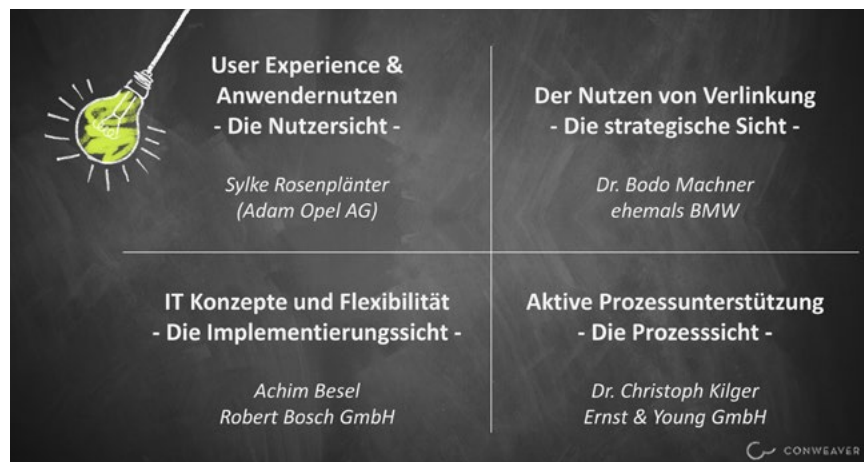 User Experience &
Anwendernutzen
- Die Nutzersicht -
Sylke Rosenplänter
(Adam Opel AG)
Der Nutzen von Verlinkung
- Die strategische Sicht -
Dr. Bodo Machner
ehemals BMW
IT Konzepte und Flexibilität
- Die Implementierungssicht -
Achim Besel
Robert Bosch GmbH
Aktive Prozessunterstützung
- Die Prozesssicht -
Dr. Christoph Kilger
Ernst & Young GmbH
CONWEAVER